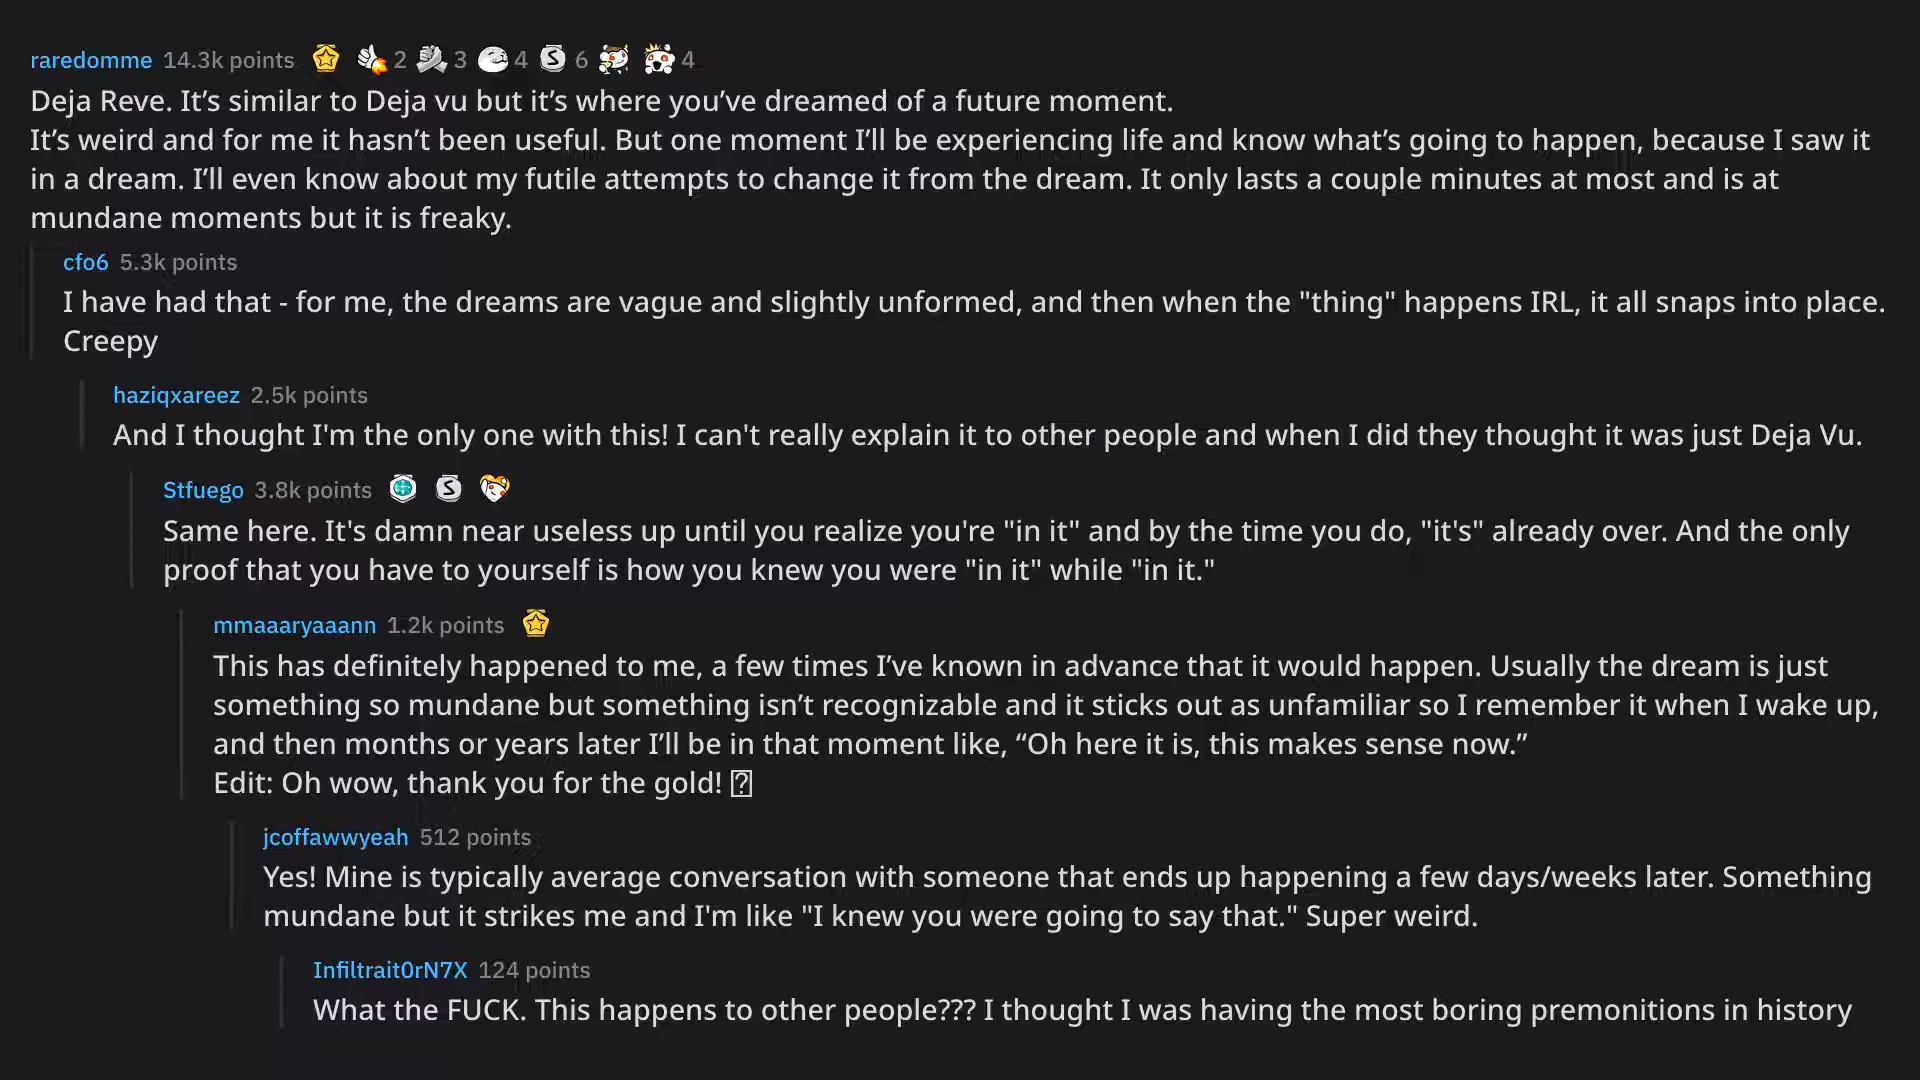 raredomme 14.3k points 2 3 4 S 6 4
Deja Reve. It’s similar to Deja vu but it’s where you’ve dreamed of a future moment.
It’s weird and for me it hasn’t been useful. But one moment I’ll be experiencing life and know what’s going to happen, because I saw it
in a dream. I’ll even know about my futile attempts to change it from the dream. It only lasts a couple minutes at most and is at
mundane moments but it is freaky.
cfo6 5.3k points
I have had that - for me, the dreams are vague and slightly unformed, and then when the "thing" happens IRL, it all snaps into place.
Creepy
haziqxareez 2.5k points
And I thought I'm the only one with this! I can't really explain it to other people and when I did they thought it was just Deja Vu.
Stfuego 3.8k points S
Same here. It's damn near useless up until you realize you're "in it" and by the time you do, "it's" already over. And the only
proof that you have to yourself is how you knew you were "in it" while "in it."
mmaaaryaaann 1.2k points
This has definitely happened to me, a few times I’ve known in advance that it would happen. Usually the dream is just
something so mundane but something isn’t recognizable and it sticks out as unfamiliar so I remember it when I wake up,
and then months or years later I’ll be in that moment like, “Oh here it is, this makes sense now.”
Edit: Oh wow, thank you for the gold! ⍰
jcoffawwyeah 512 points
Yes! Mine is typically average conversation with someone that ends up happening a few days/weeks later. Something
mundane but it strikes me and I'm like "I knew you were going to say that." Super weird.
Infiltrait0rN7X 124 points
What the FUCK. This happens to other people??? I thought I was having the most boring premonitions in history